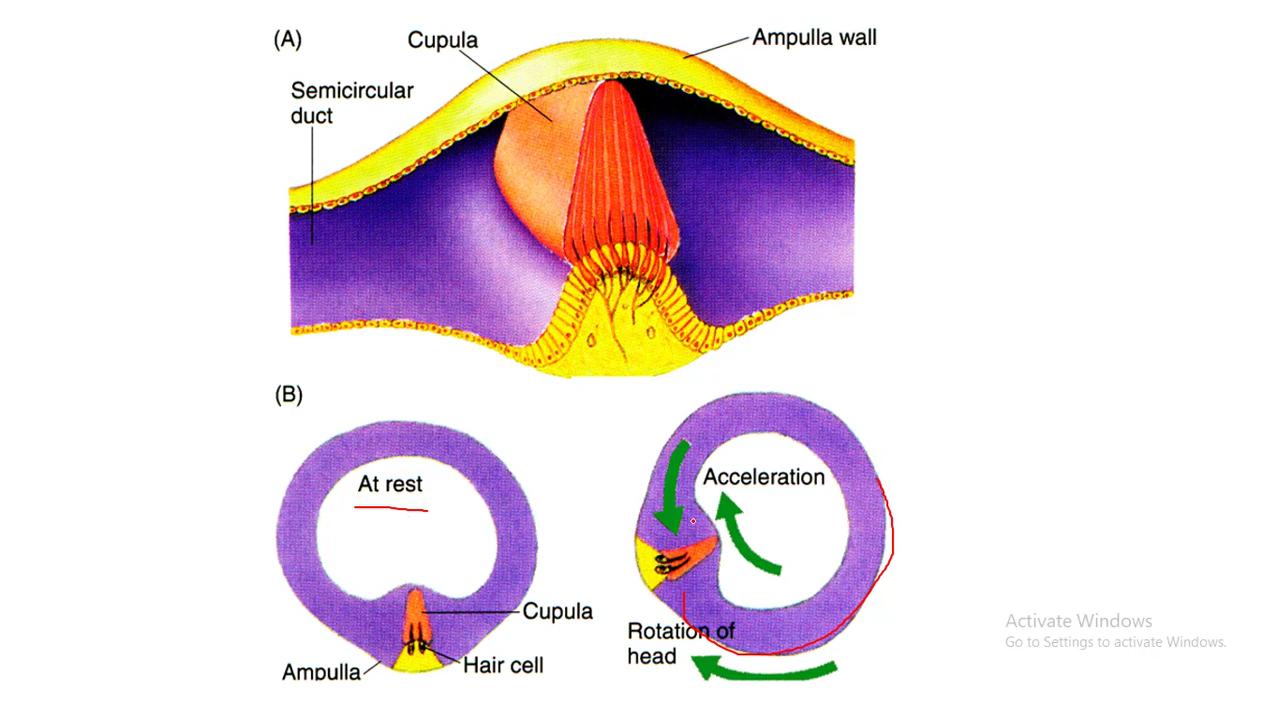 (A)
Cupula
Ampulla wall
Semicircular
duct
(B)
At rest
Acceleration
Cupula
Rotation of
head
Hair cell
Ampulla
Activate Windows
Go to Settings to activate Windows.